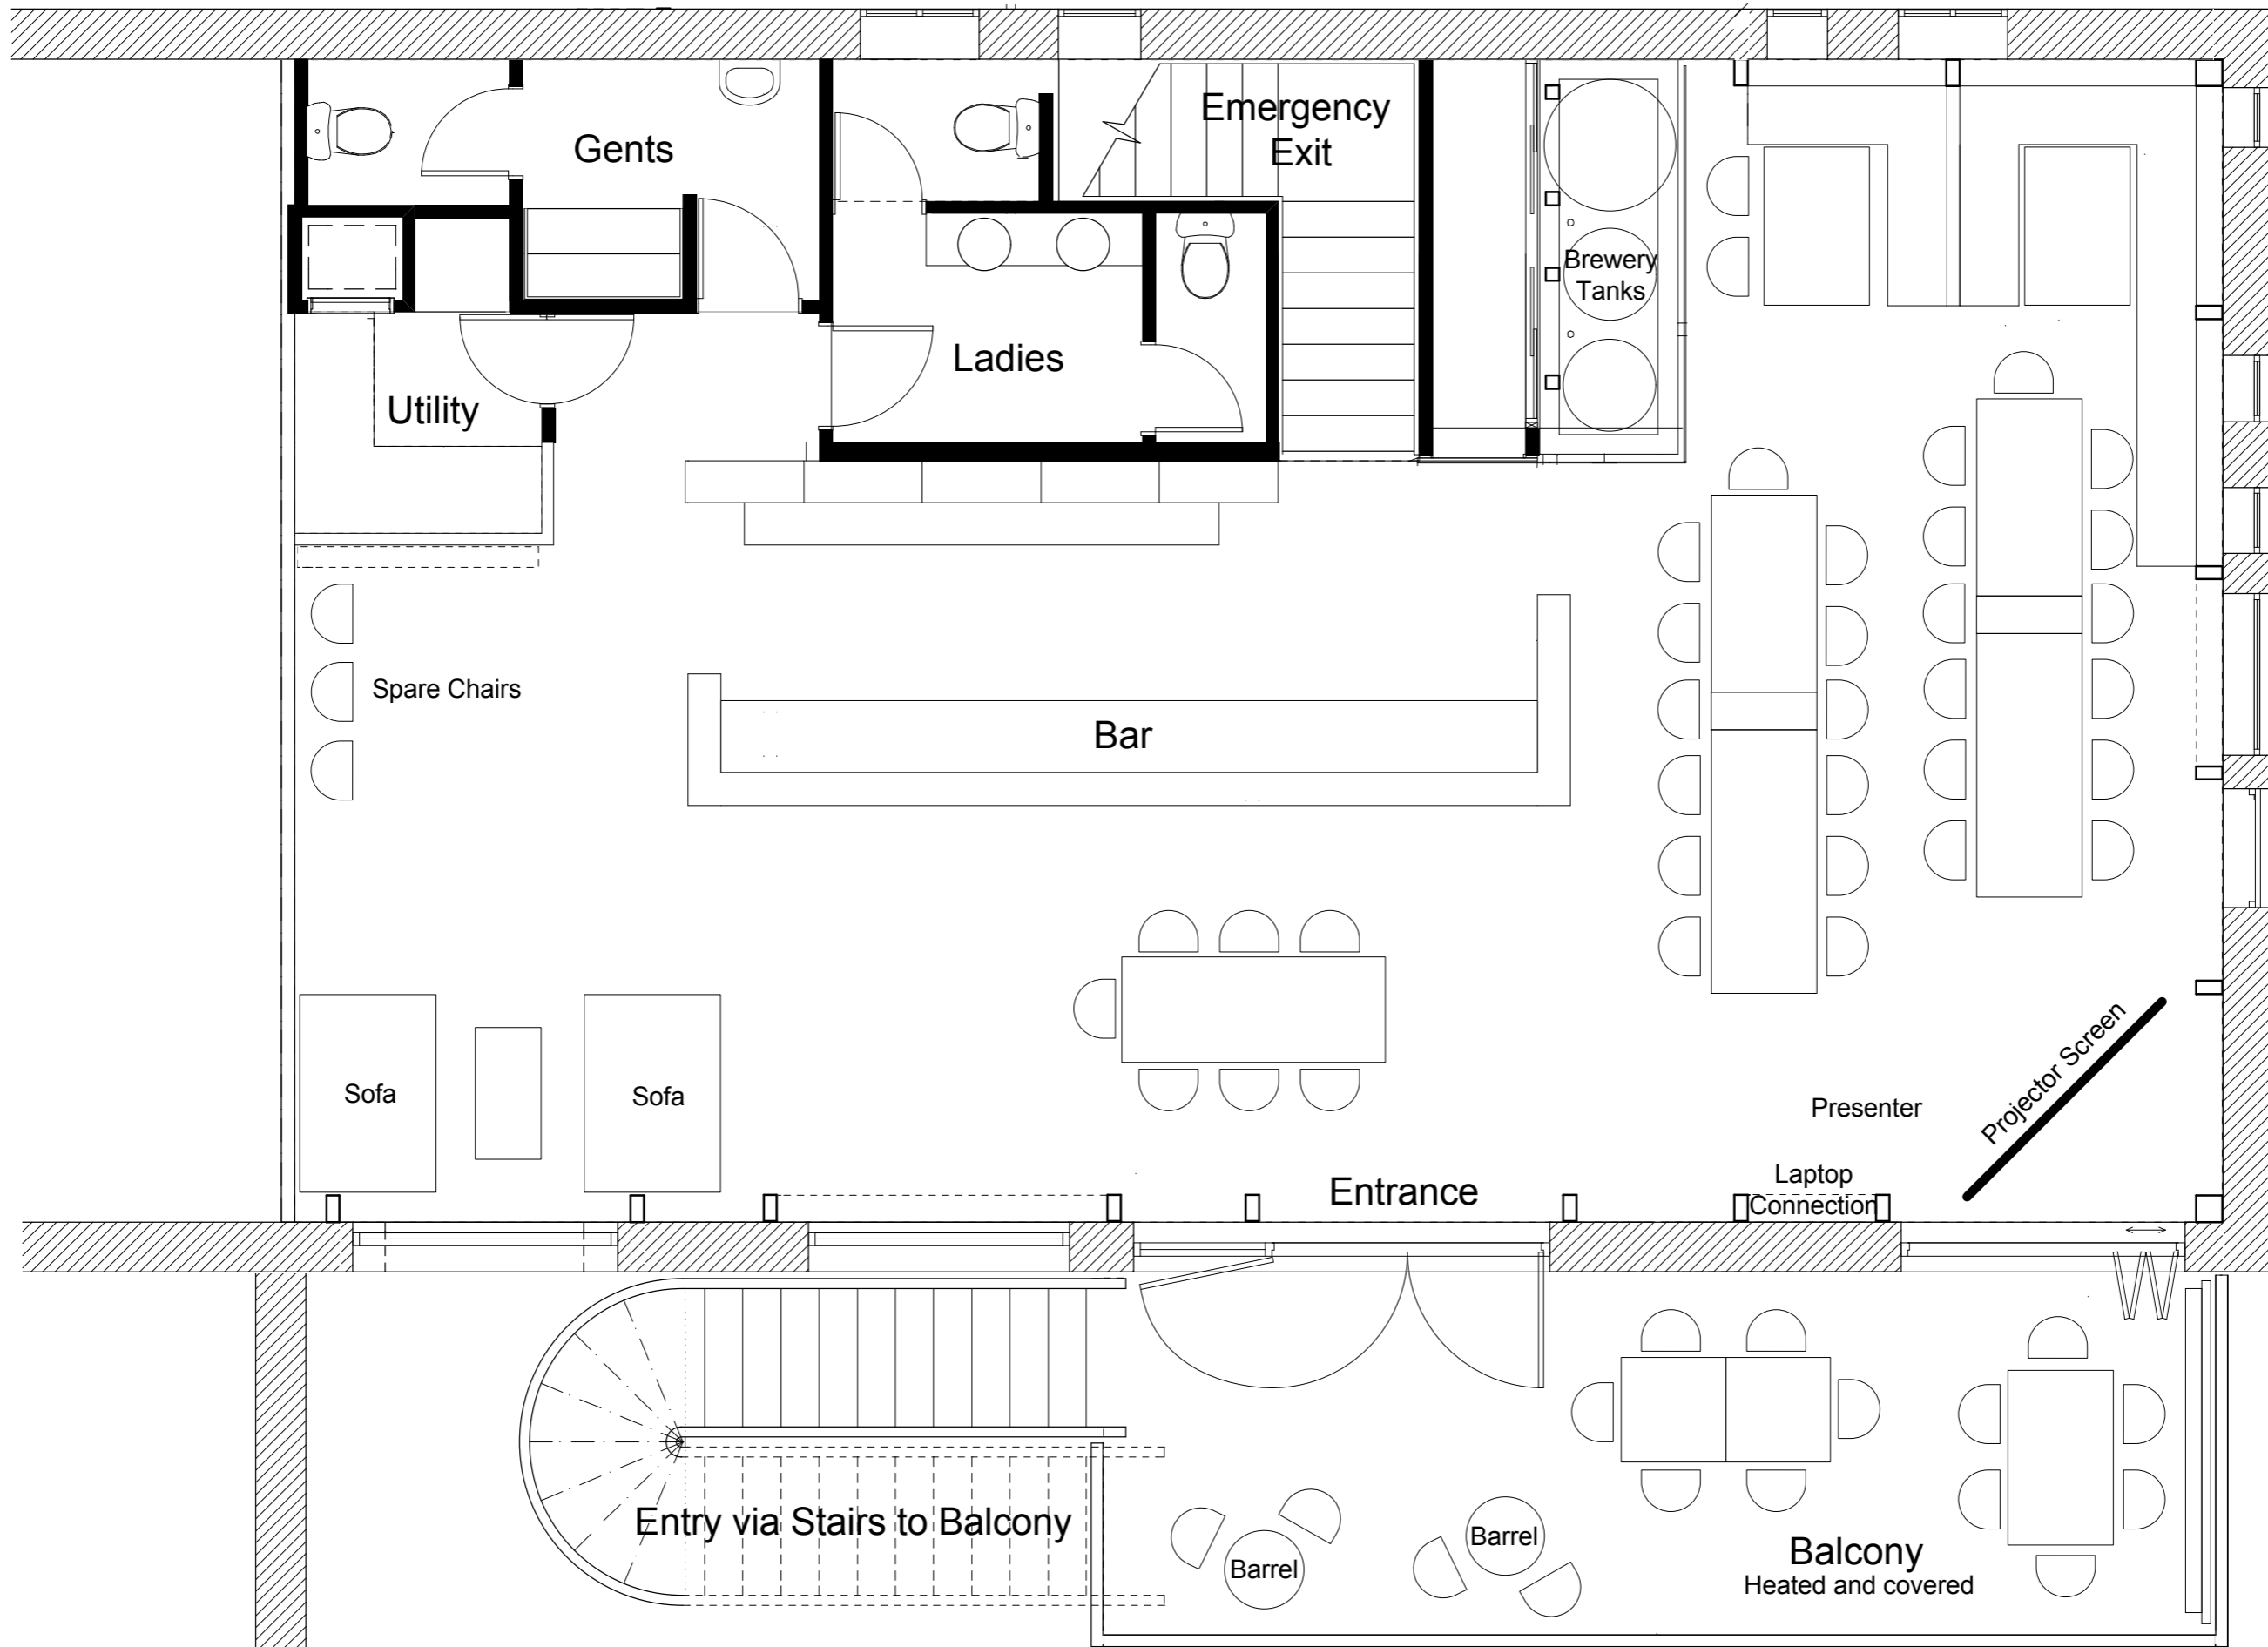 Emergency
Exit
Gents
Brewery
Tanks
Ladies
Utility
Spare Chairs
Bar
Sofa
Sofa
Presenter
Projector Screen
Entrance
Laptop
Connection
Entry via Stairs to Balcony
Barrel
Barrel
Balcony
Heated and covered